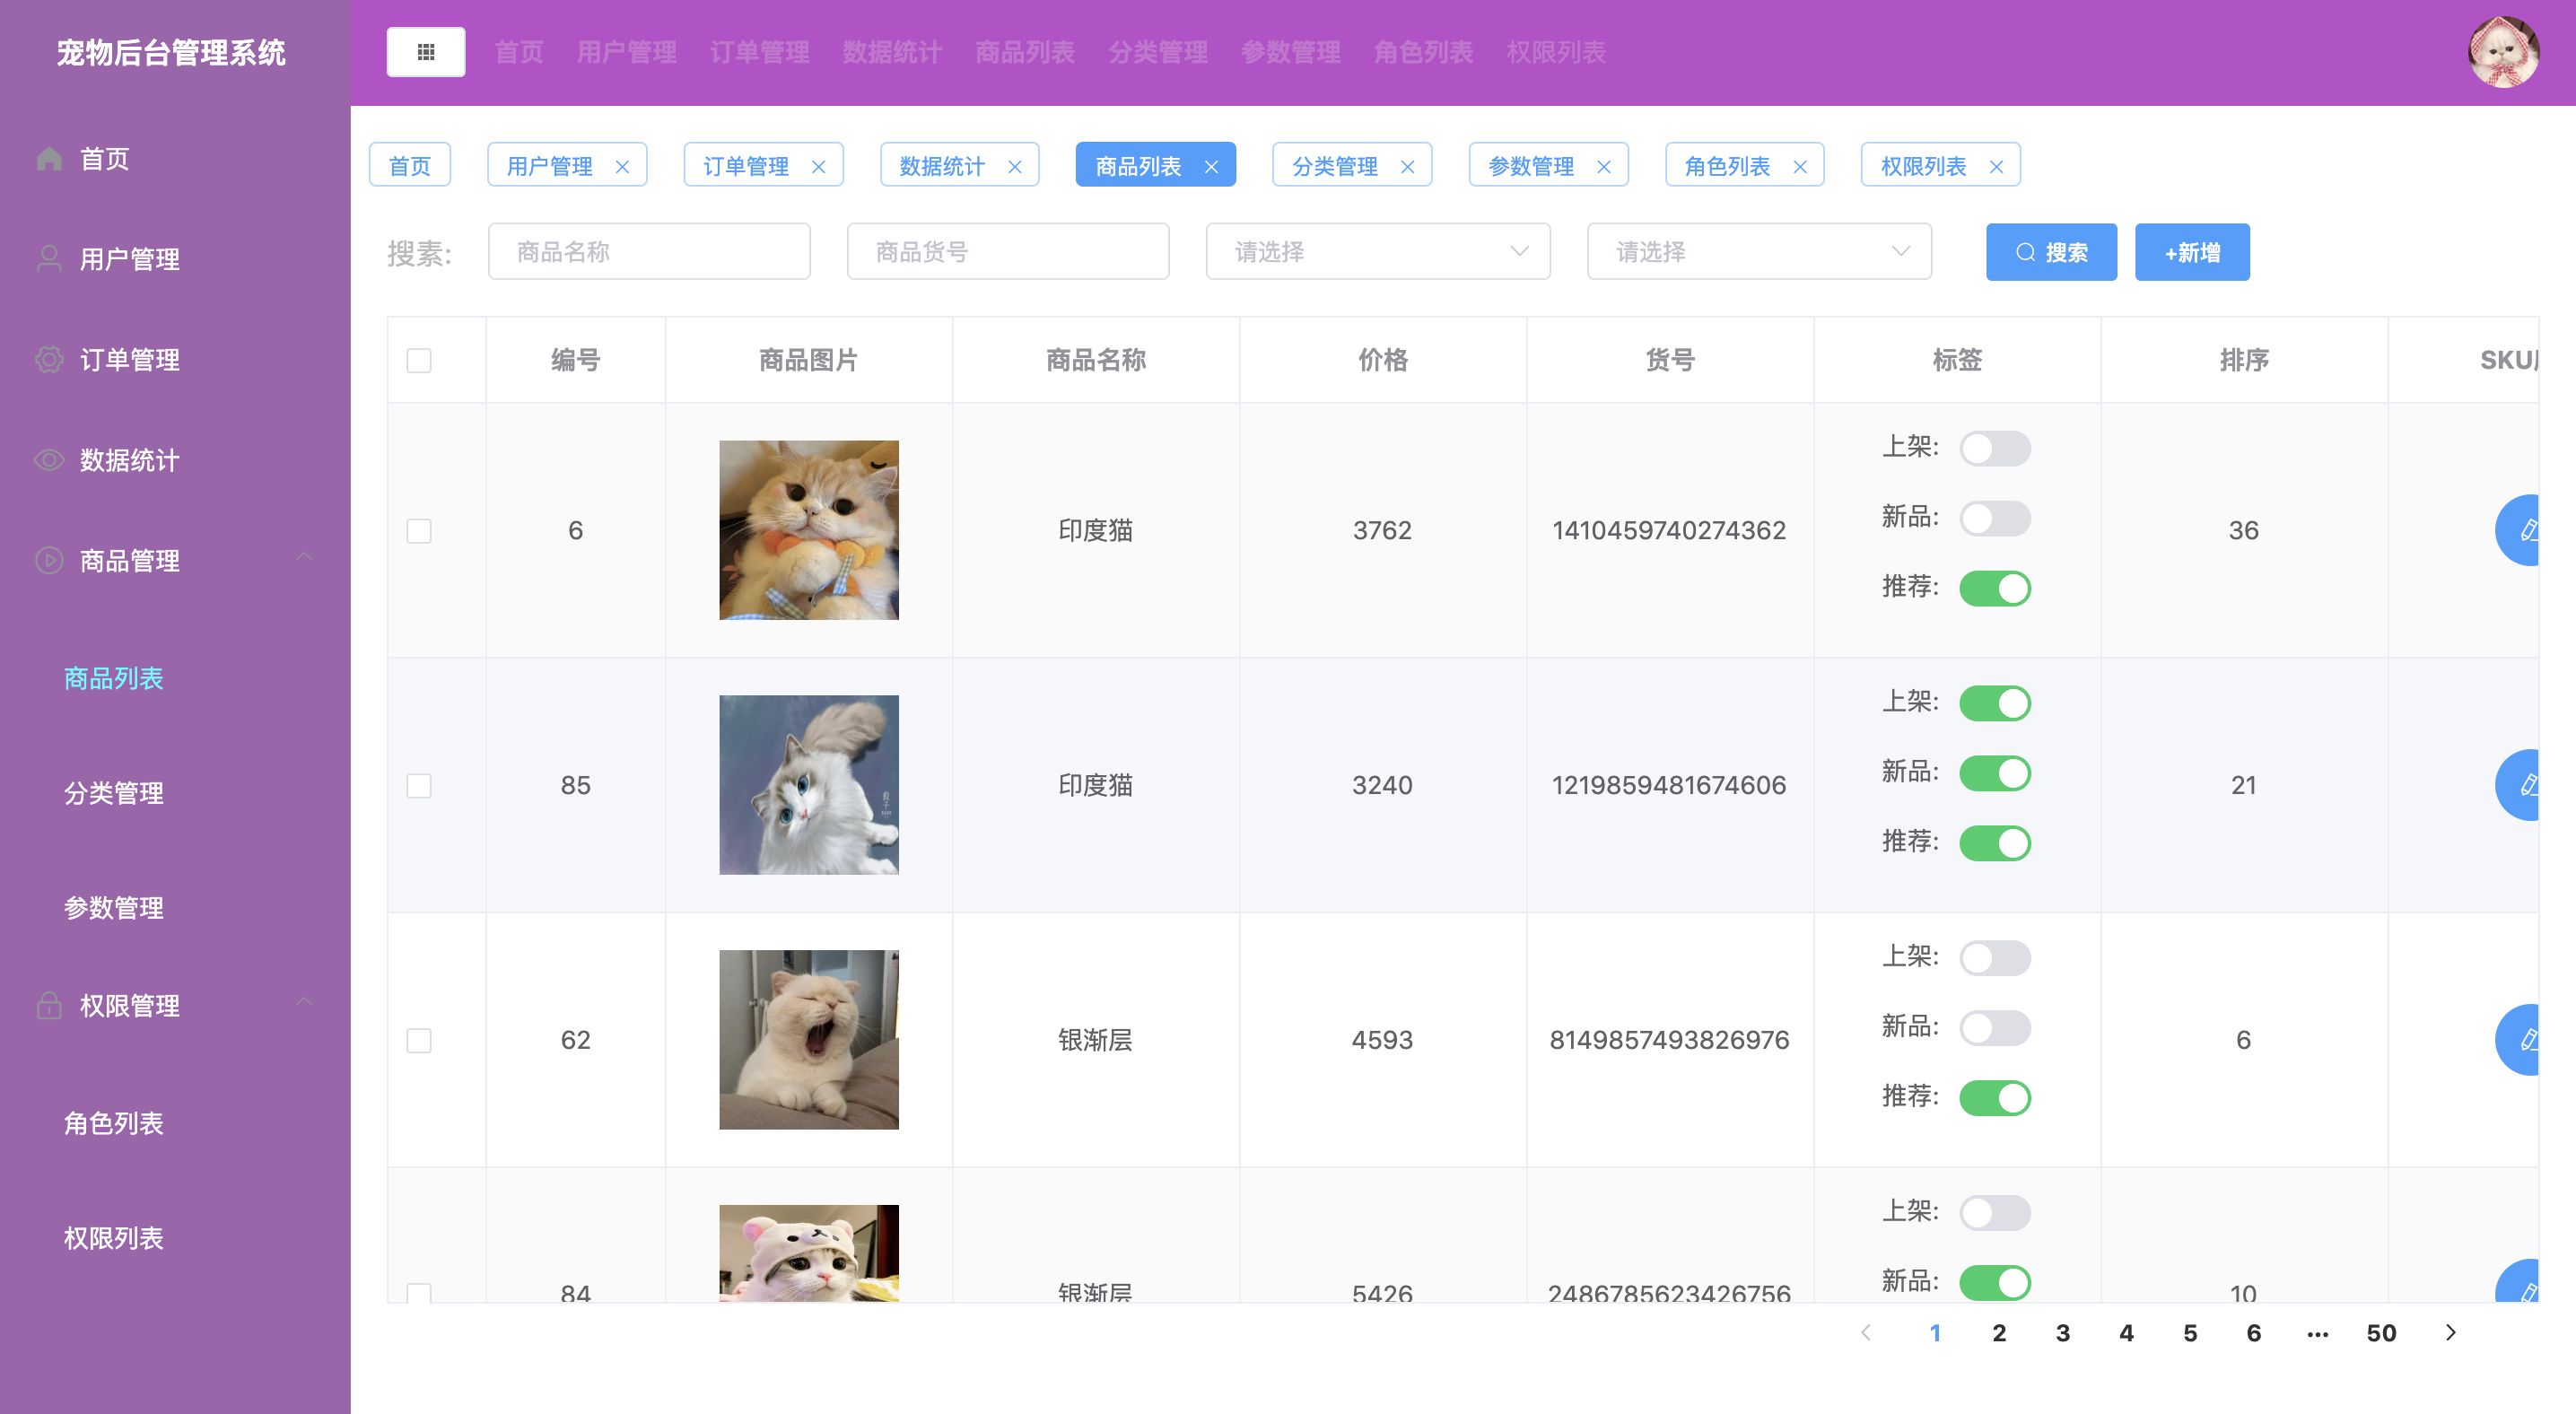 宠物后台管理系统
首页 用户管理 订单管理 数据统计 商品列表 分类管理 参数管理 角色列表 权限列表
首页
用户管理
订单管理
数据统计
商品管理
商品列表
分类管理
参数管理
权限管理
角色列表
权限列表
首页 用户管理 订单管理 数据统计 商品列表 分类管理 参数管理 角色列表 权限列表
搜素: 商品名称 商品货号 请选择 请选择 搜索 +新增
编号 商品图片 商品名称 价格 货号 标签 排序 SKU
6 印度猫 3762 1410459740274362 36
上架:
新品:
推荐:
85 印度猫 3240 1219859481674606 21
上架:
新品:
推荐:
62 银渐层 4593 8149857493826976 6
上架:
新品:
推荐:
84 银渐层 5426 2486785623426756 10
上架:
新品:
1 2 3 4 5 6 ··· 50